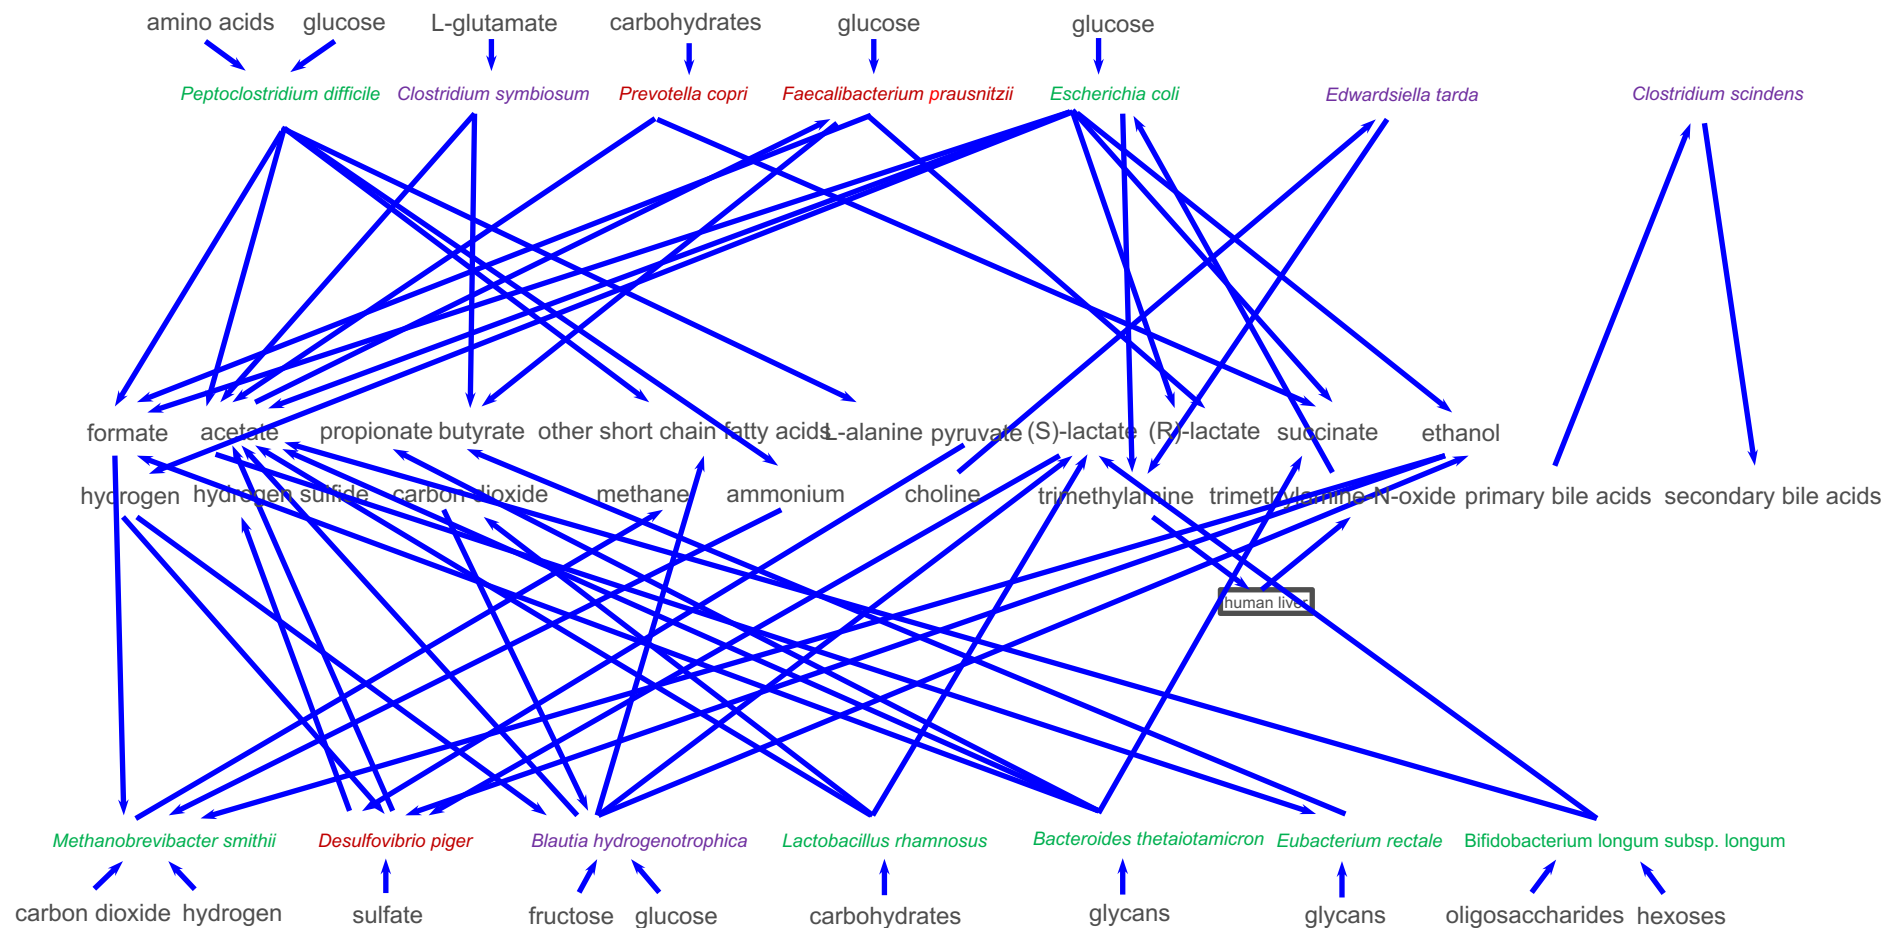 amino acids glucose L-glutamate carbohydrates glucose glucose
Peptoclostridium difficile Clostridium symbiosum Prevotella copri Faecalibacterium prausnitzii Escherichia coli Edwardsiella tarda Clostridium scindens
formate acetate propionate butyrate other short chain fatty acids L-alanine pyruvate (S)-lactate (R)-lactate succinate ethanol
hydrogen hydrogen sulfide carbon dioxide methane ammonium choline trimethylamine trimethylamine N-oxide primary bile acids secondary bile acids
human liver
Methanobrevibacter smithii Desulfovibrio piger Blautia hydrogenotrophica Lactobacillus rhamnosus Bacteroides thetaiotamicron Eubacterium rectale Bifidobacterium longum subsp. longum
carbon dioxide hydrogen sulfate fructose glucose carbohydrates glycans glycans oligosaccharides hexoses